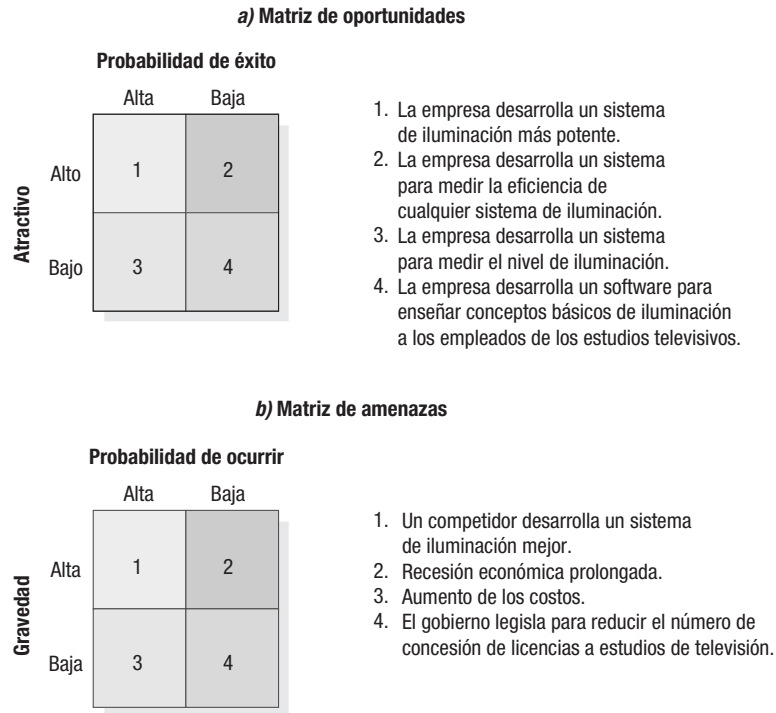 a) Matriz de oportunidades
Probabilidad de éxito
Alta Baja
Atractivo
Alto 1 2
Bajo 3 4
1. La empresa desarrolla un sistema
de iluminación más potente.
2. La empresa desarrolla un sistema
para medir la eficiencia de
cualquier sistema de iluminación.
3. La empresa desarrolla un sistema
para medir el nivel de iluminación.
4. La empresa desarrolla un software para
enseñar conceptos básicos de iluminación
a los empleados de los estudios televisivos.
b) Matriz de amenazas
Probabilidad de ocurrir
Alta Baja
Gravedad
Alta 1 2
Baja 3 4
1. Un competidor desarrolla un sistema
de iluminación mejor.
2. Recesión económica prolongada.
3. Aumento de los costos.
4. El gobierno legisla para reducir el número de
concesión de licencias a estudios de televisión.